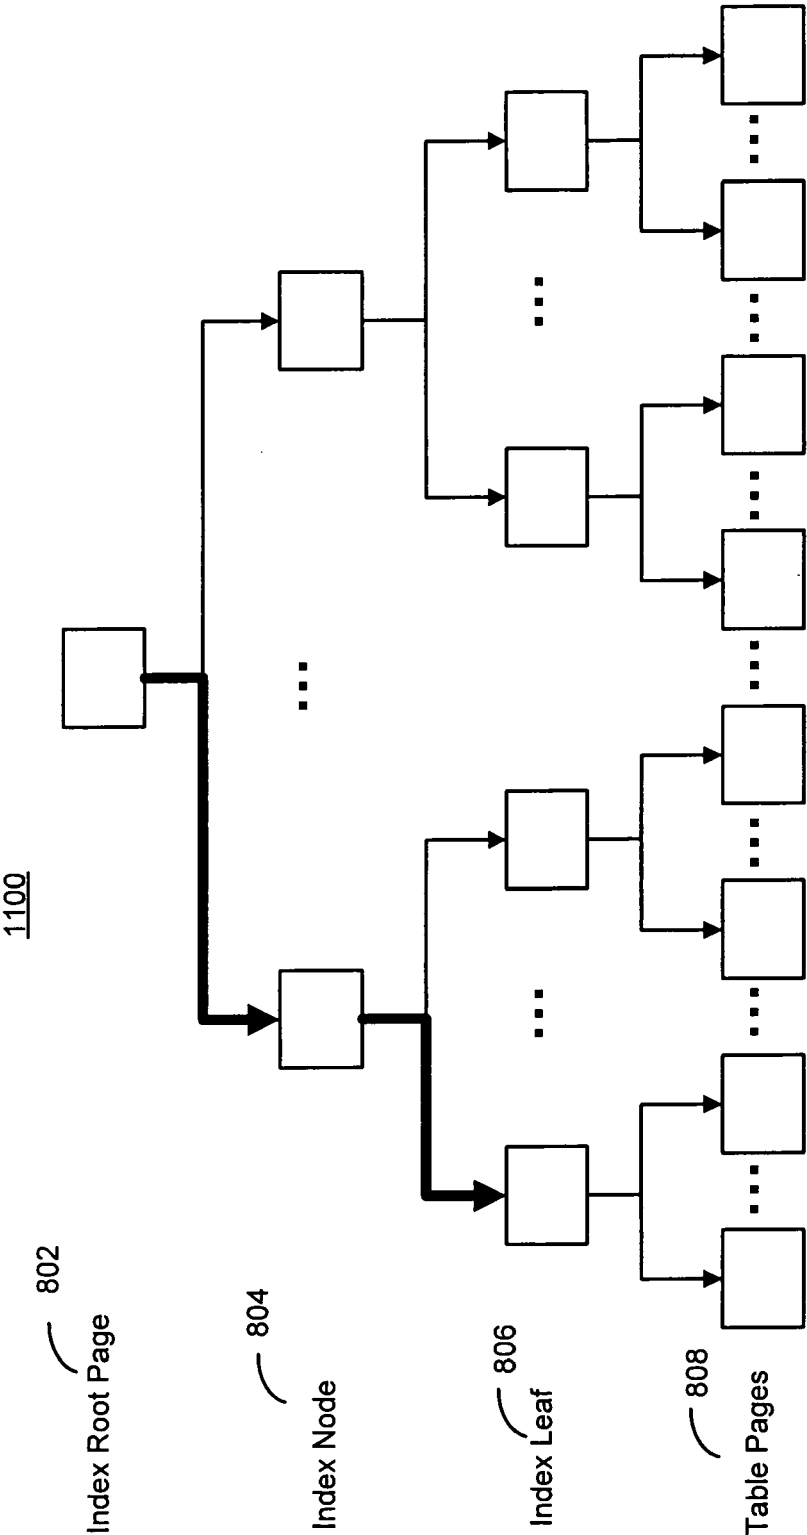 1100
802
Index Root Page
804
Index Node
806
Index Leaf
808
Table Pages